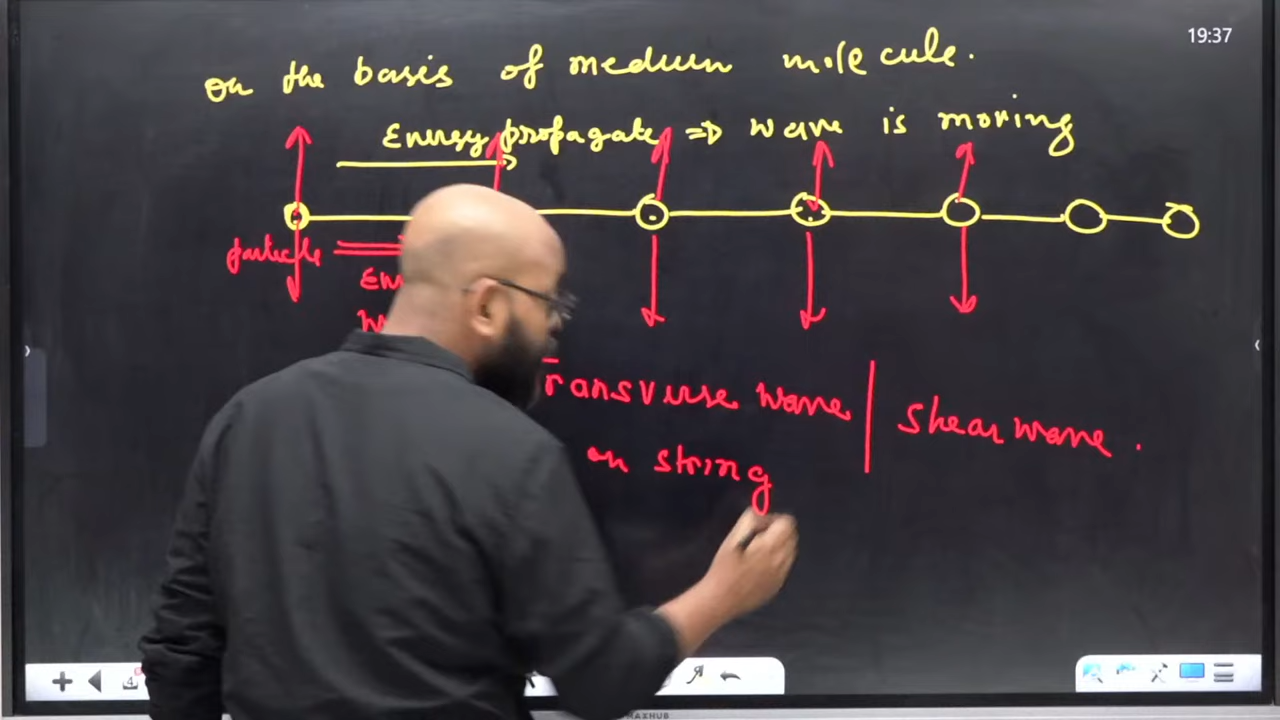 19:37
on the basis of medium molecule.
Energy propagate => wave is moving
particle
Transverse wave | Shear wave.
on string
MAXHUB